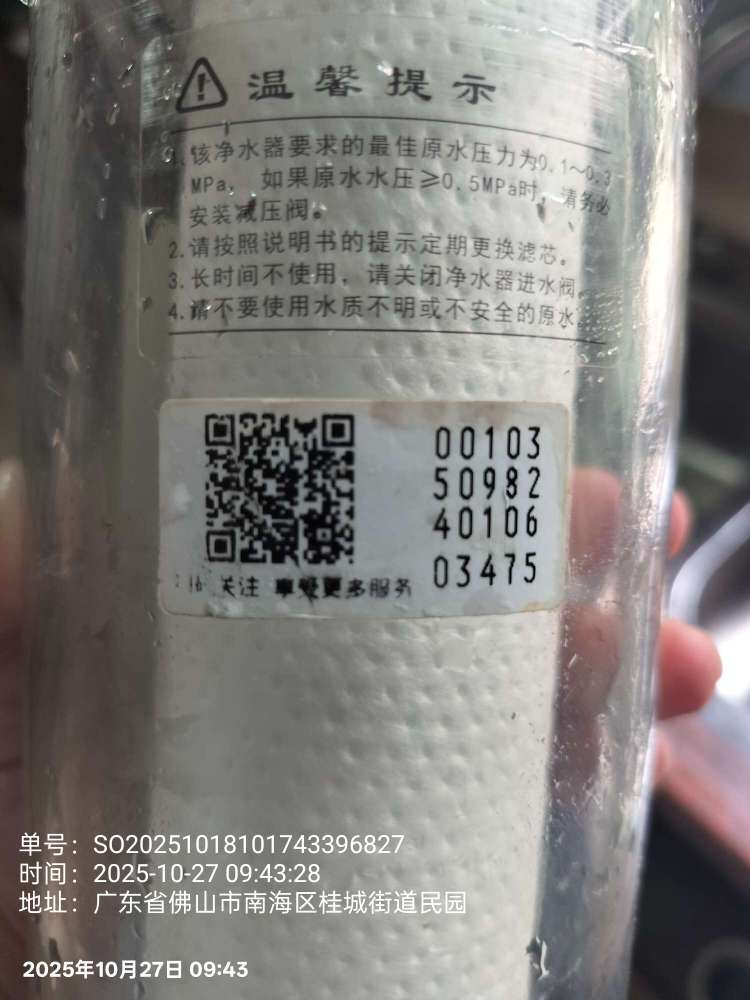 温馨提示
1.该净水器要求的最佳原水压力为0.1～0.3
MPa，如果原水水压≥0.5MPa时，请务必
安装减压阀。
2.请按照说明书的提示定期更换滤芯。
3.长时间不使用，请关闭净水器进水阀。
4.请不要使用水质不明或不安全的原水
00103
50982
40106
03475
关注 享受更多服务
单号：SO20251018101743396827
时间：2025-10-27 09:43:28
地址：广东省佛山市南海区桂城街道民园
2025年10月27日 09:43